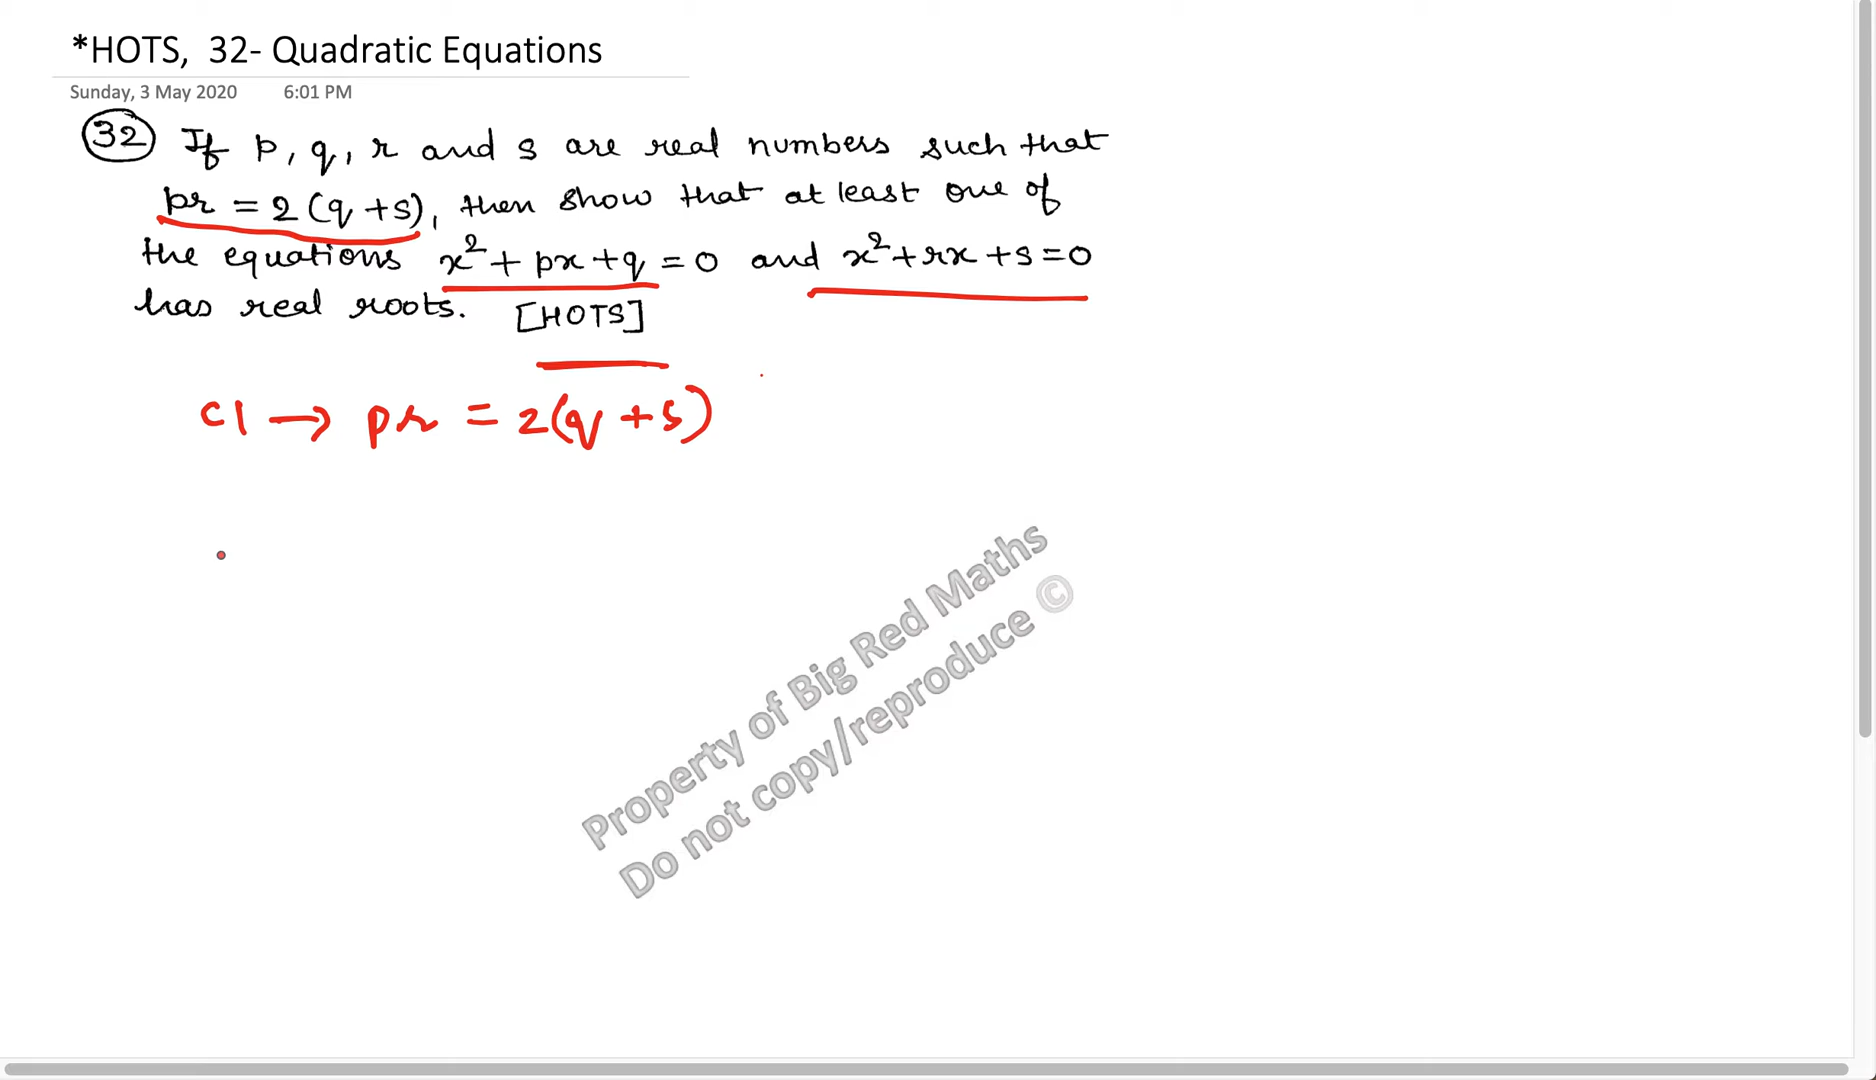 *HOTS, 32- Quadratic Equations
Sunday, 3 May 2020 6:01 PM
32 If p, q, r and s are real numbers such that
pr = 2(q+s), then show that at least one of
the equations x²+px+q=0 and x²+rx+s=0
has real roots. [HOTS]
C1 → pr = 2(q+s)
Property of Big Red Maths
Do not copy/reproduce ©